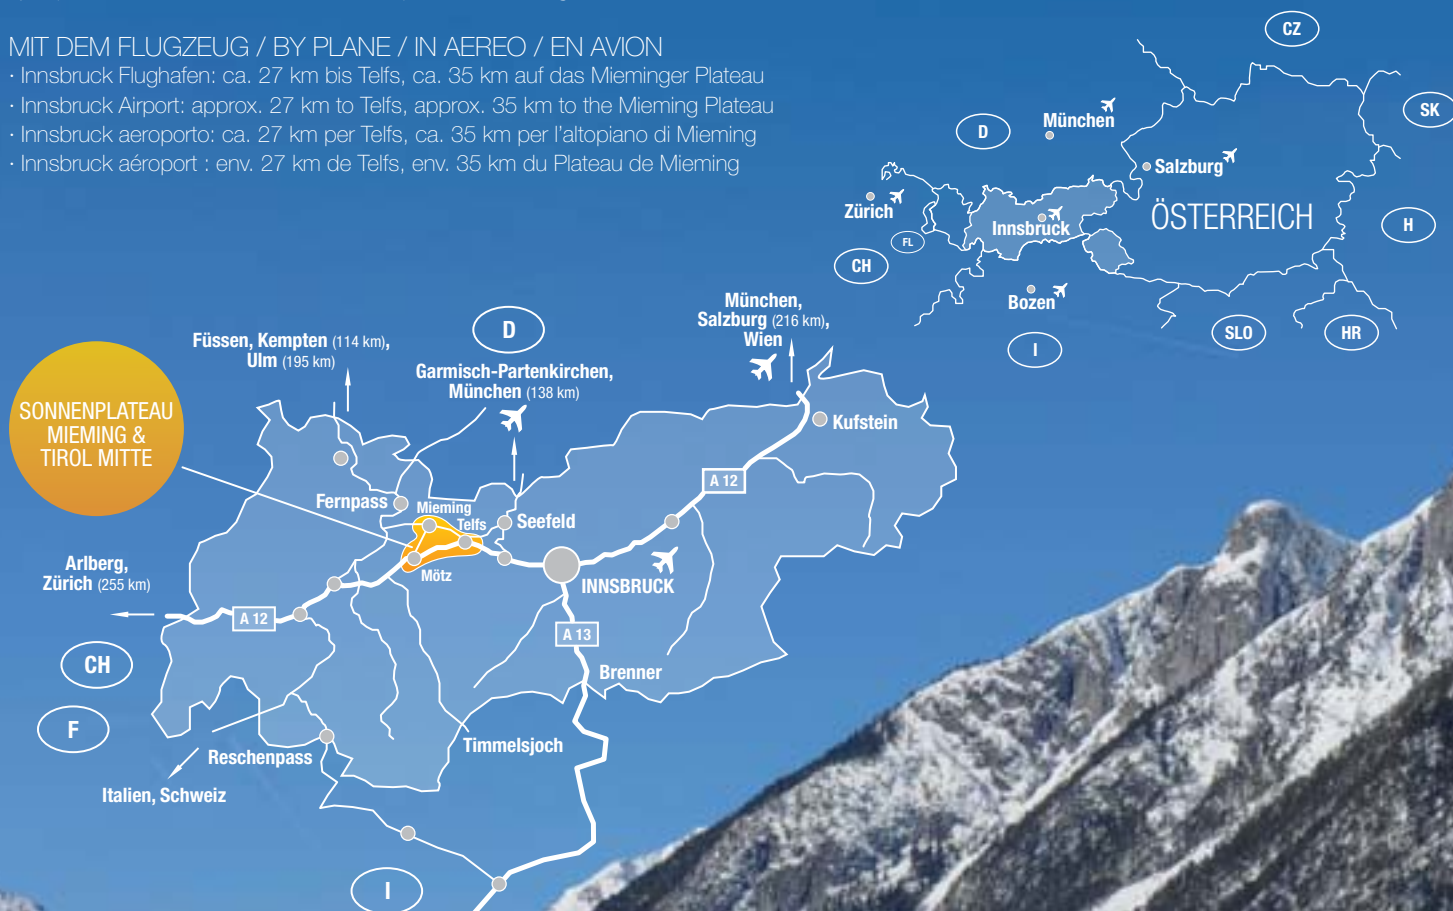 MIT DEM FLUGZEUG / BY PLANE / IN AEREO / EN AVION
· Innsbruck Flughafen: ca. 27 km bis Telfs, ca. 35 km auf das Mieminger Plateau
· Innsbruck Airport: approx. 27 km to Telfs, approx. 35 km to the Mieming Plateau
· Innsbruck aeroporto: ca. 27 km per Telfs, ca. 35 km per l'altopiano di Mieming
· Innsbruck aéroport : env. 27 km de Telfs, env. 35 km du Plateau de Mieming
CZ
SK
D
München
Salzburg
Zürich
ÖSTERREICH
Innsbruck
FL
H
CH
Bozen
SLO
HR
I
München,
Salzburg (216 km),
Wien
D
Füssen, Kempten (114 km),
Ulm (195 km)
Garmisch-Partenkirchen,
München (138 km)
SONNENPLATEAU
MIEMING &
TIROL MITTE
Kufstein
A 12
Fernpass
Mieming
Telfs
Seefeld
Mötz
INNSBRUCK
Arlberg,
Zürich (255 km)
A 12
A 13
CH
Brenner
F
Timmelsjoch
Reschenpass
Italien, Schweiz
I